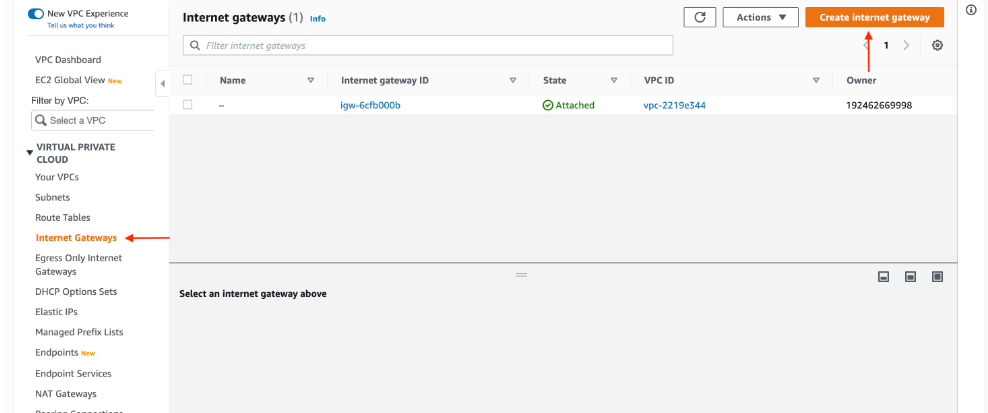 New VPC Experience
Tell us what you think
VPC Dashboard
EC2 Global View New
Filter by VPC:
Select a VPC
VIRTUAL PRIVATE
CLOUD
Your VPCs
Subnets
Route Tables
Internet Gateways
Egress Only Internet
Gateways
DHCP Options Sets
Elastic IPs
Managed Prefix Lists
Endpoints New
Endpoint Services
NAT Gateways
Peering Connections
Internet gateways (1) Info
Actions
Create internet gateway
Filter internet gateways
1
Name Internet gateway ID State VPC ID Owner
– igw-6cfb000b Attached vpc-2219e344 192462669998
Select an internet gateway above